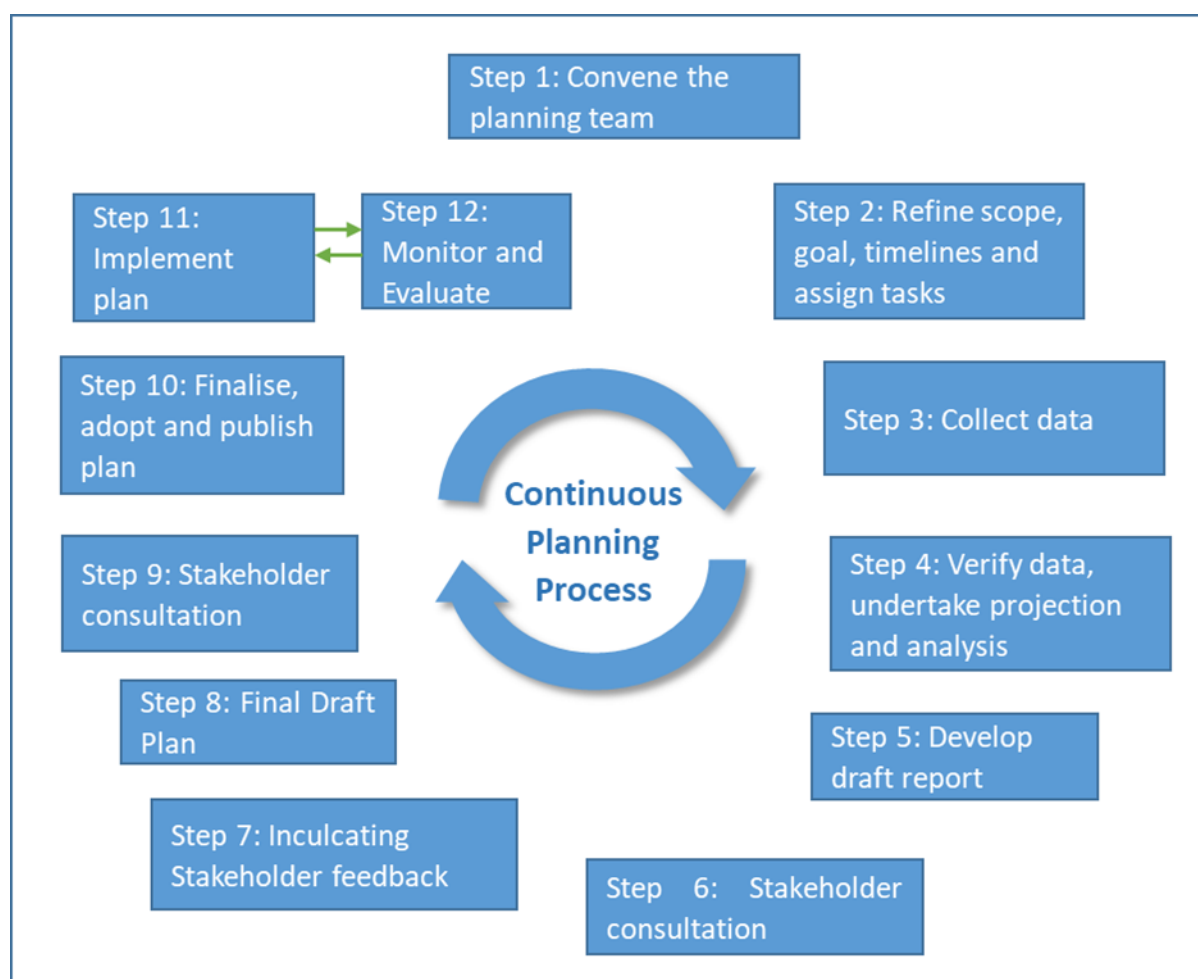 Step 1: Convene the
planning team
Step 2: Refine scope,
goal, timelines and
assign tasks
Step 3: Collect data
Step 4: Verify data,
undertake projection
and analysis
Step 5: Develop
draft report
Step 6: Stakeholder
consultation
Step 7: Inculcating
Stakeholder feedback
Step 8: Final Draft
Plan
Step 9: Stakeholder
consultation
Step 10: Finalise,
adopt and publish
plan
Step 11:
Implement
plan
Step 12:
Monitor and
Evaluate
Continuous
Planning
Process